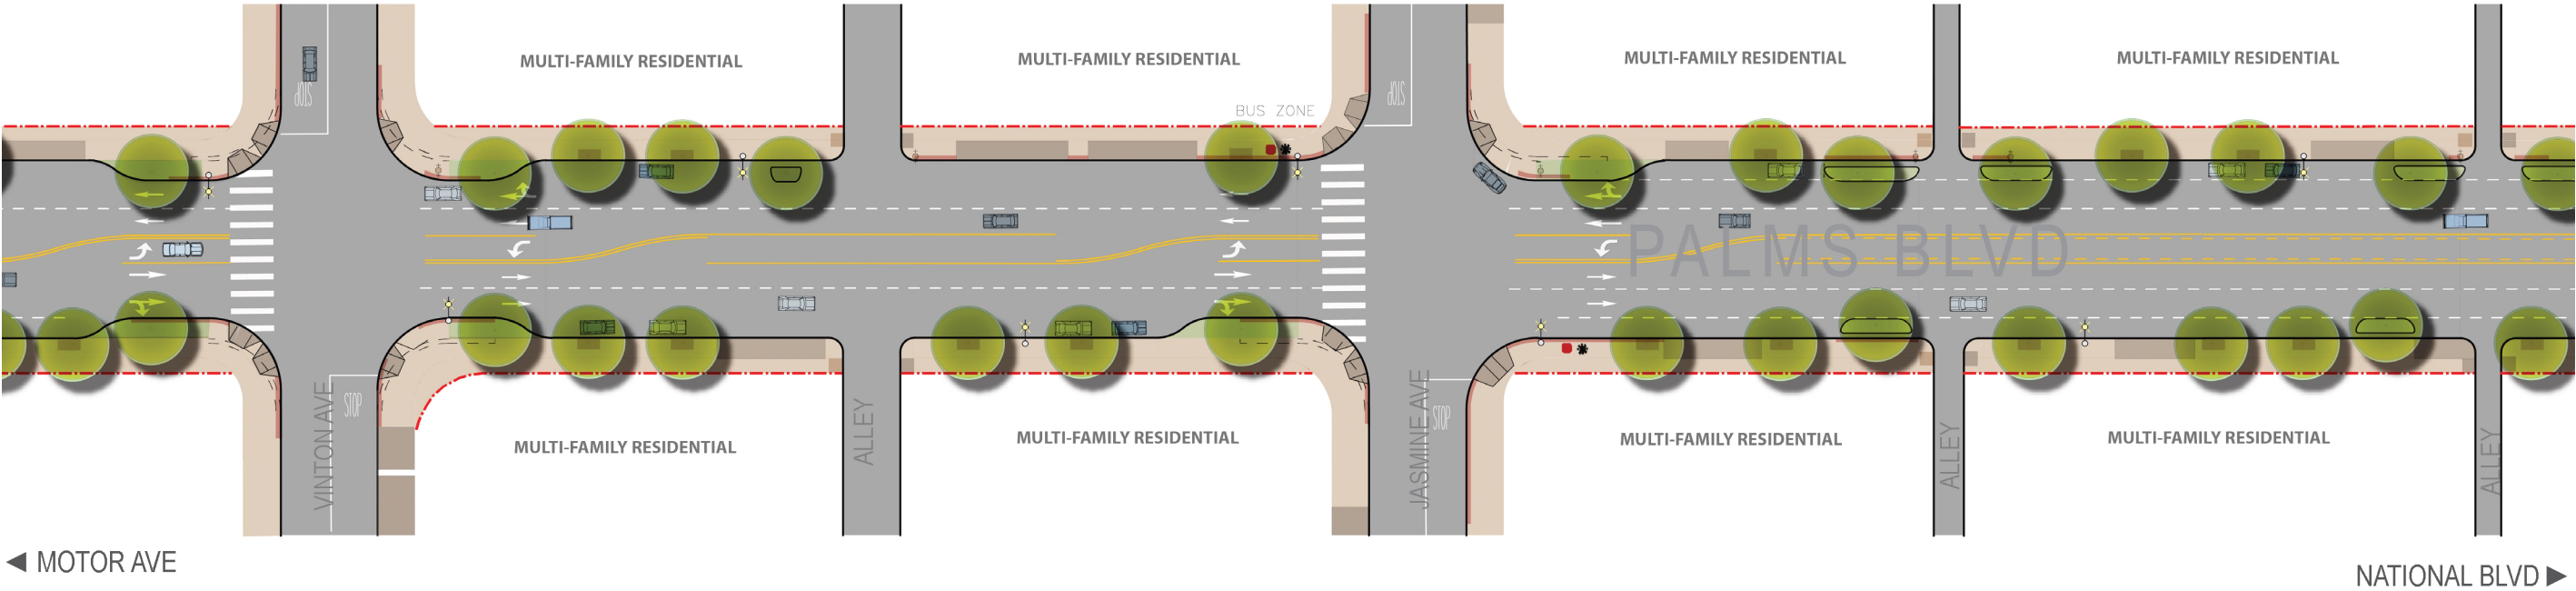 MULTI-FAMILY RESIDENTIAL
MULTI-FAMILY RESIDENTIAL
MULTI-FAMILY RESIDENTIAL
MULTI-FAMILY RESIDENTIAL
STOP
STOP
BUS ZONE
PALMS BLVD
VINTON AVE
STOP
ALLEY
JASMINE AVE
STOP
ALLEY
ALLEY
MULTI-FAMILY RESIDENTIAL
MULTI-FAMILY RESIDENTIAL
MULTI-FAMILY RESIDENTIAL
MULTI-FAMILY RESIDENTIAL
MOTOR AVE
NATIONAL BLVD